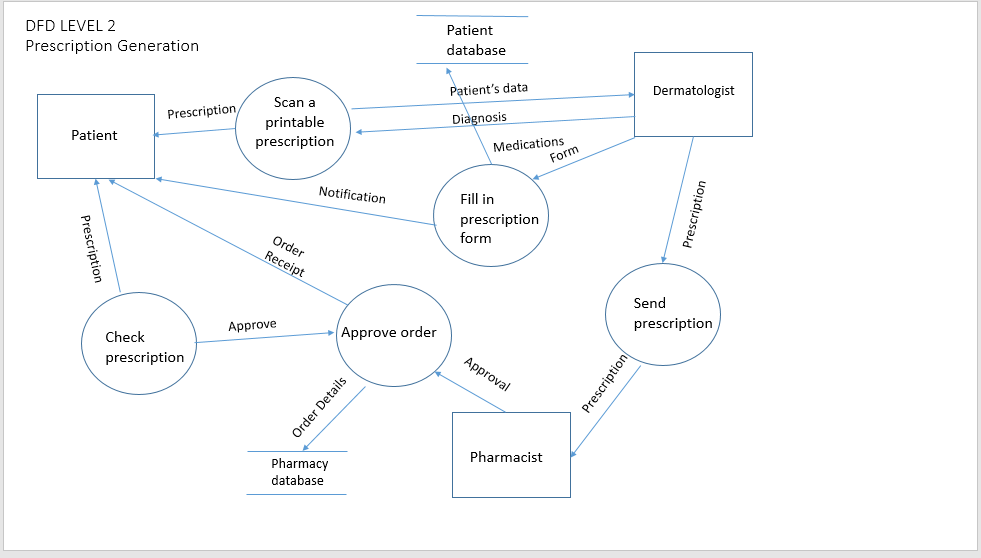 DFD LEVEL 2
Prescription Generation
Patient
database
Patient's data
Dermatologist
Scan a
printable
prescription
Prescription
Patient
Diagnosis
Medications
Form
Notification
Fill in
prescription
form
Prescription
Prescription
Order
Receipt
Send
prescription
Check
prescription
Approve
Approve order
Approval
Prescription
Order Details
Pharmacy
database
Pharmacist